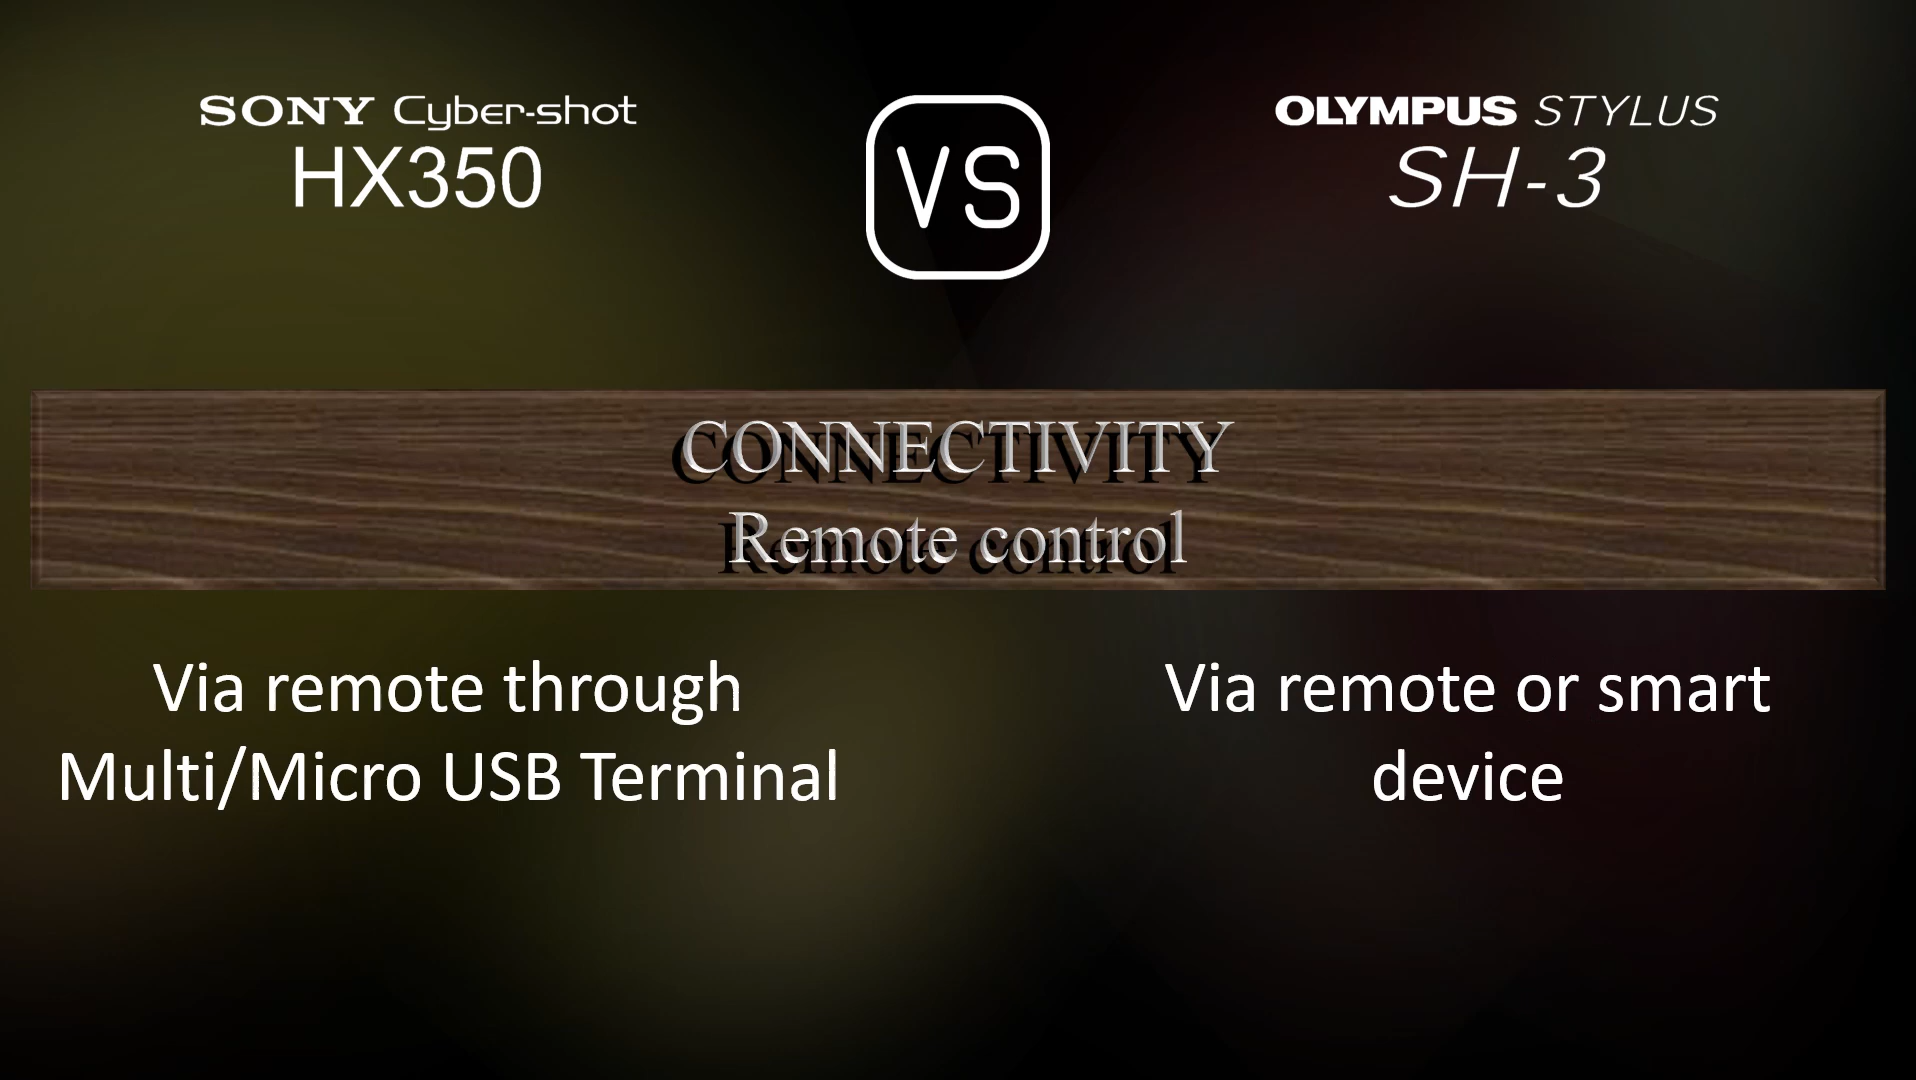 SONY Cyber-shot
HX350
VS
OLYMPUS STYLUS
SH-3
CONNECTIVITY
Remote control
Via remote through
Multi/Micro USB Terminal
Via remote or smart
device